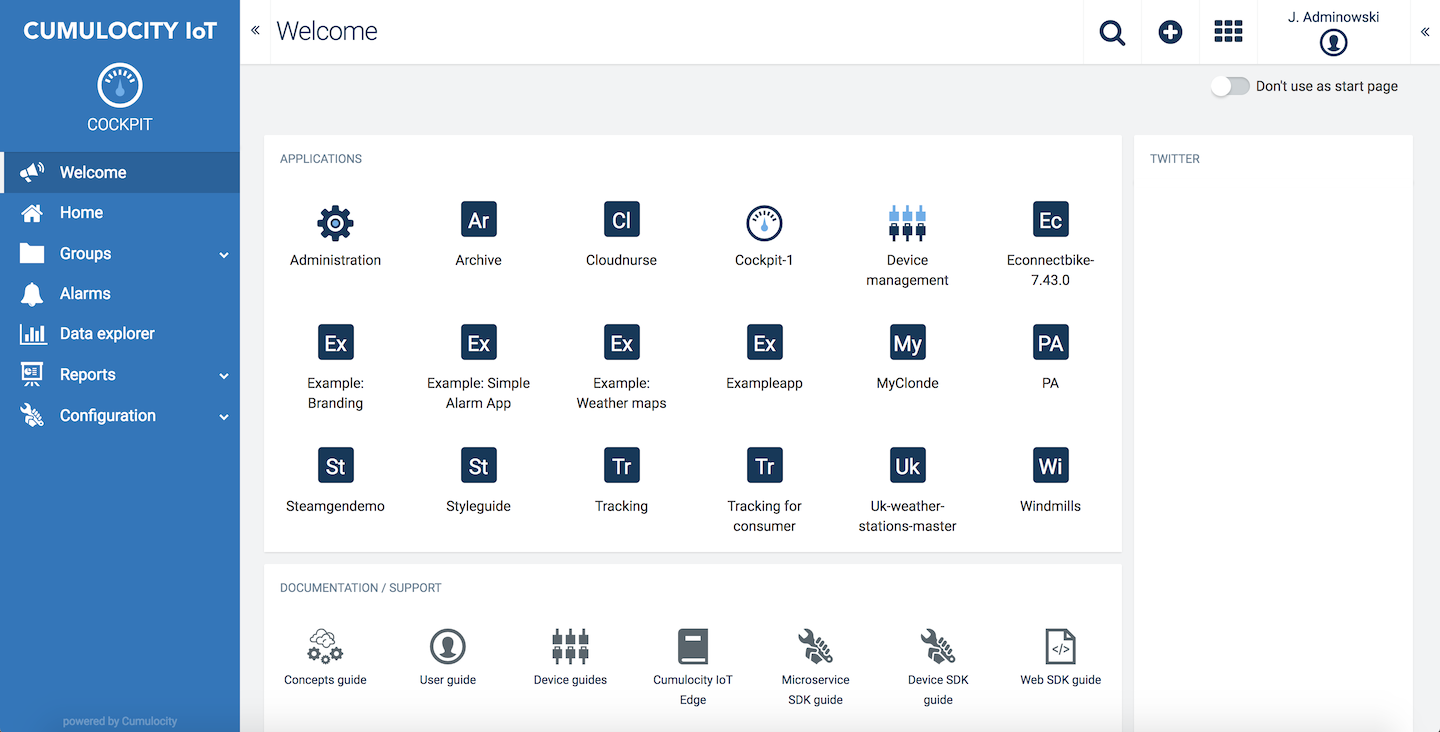 CUMULOCITY IoT
COCKPIT
Welcome
Home
Groups
Alarms
Data explorer
Reports
Configuration
powered by Cumulocity
Welcome
J. Adminowski
Don't use as start page
APPLICATIONS
Administration
Ar
Archive
Cl
Cloudnurse
Cockpit-1
Device
management
Ec
Econnectbike-
7.43.0
Ex
Example:
Branding
Ex
Example: Simple
Alarm App
Ex
Example:
Weather maps
Ex
Exampleapp
My
MyClonde
PA
PA
St
Steamgendemo
St
Styleguide
Tr
Tracking
Tr
Tracking for
consumer
Uk
Uk-weather-
stations-master
Wi
Windmills
TWITTER
DOCUMENTATION / SUPPORT
Concepts guide
User guide
Device guides
Cumulocity IoT
Edge
Microservice
SDK guide
Device SDK
guide
</>
Web SDK guide